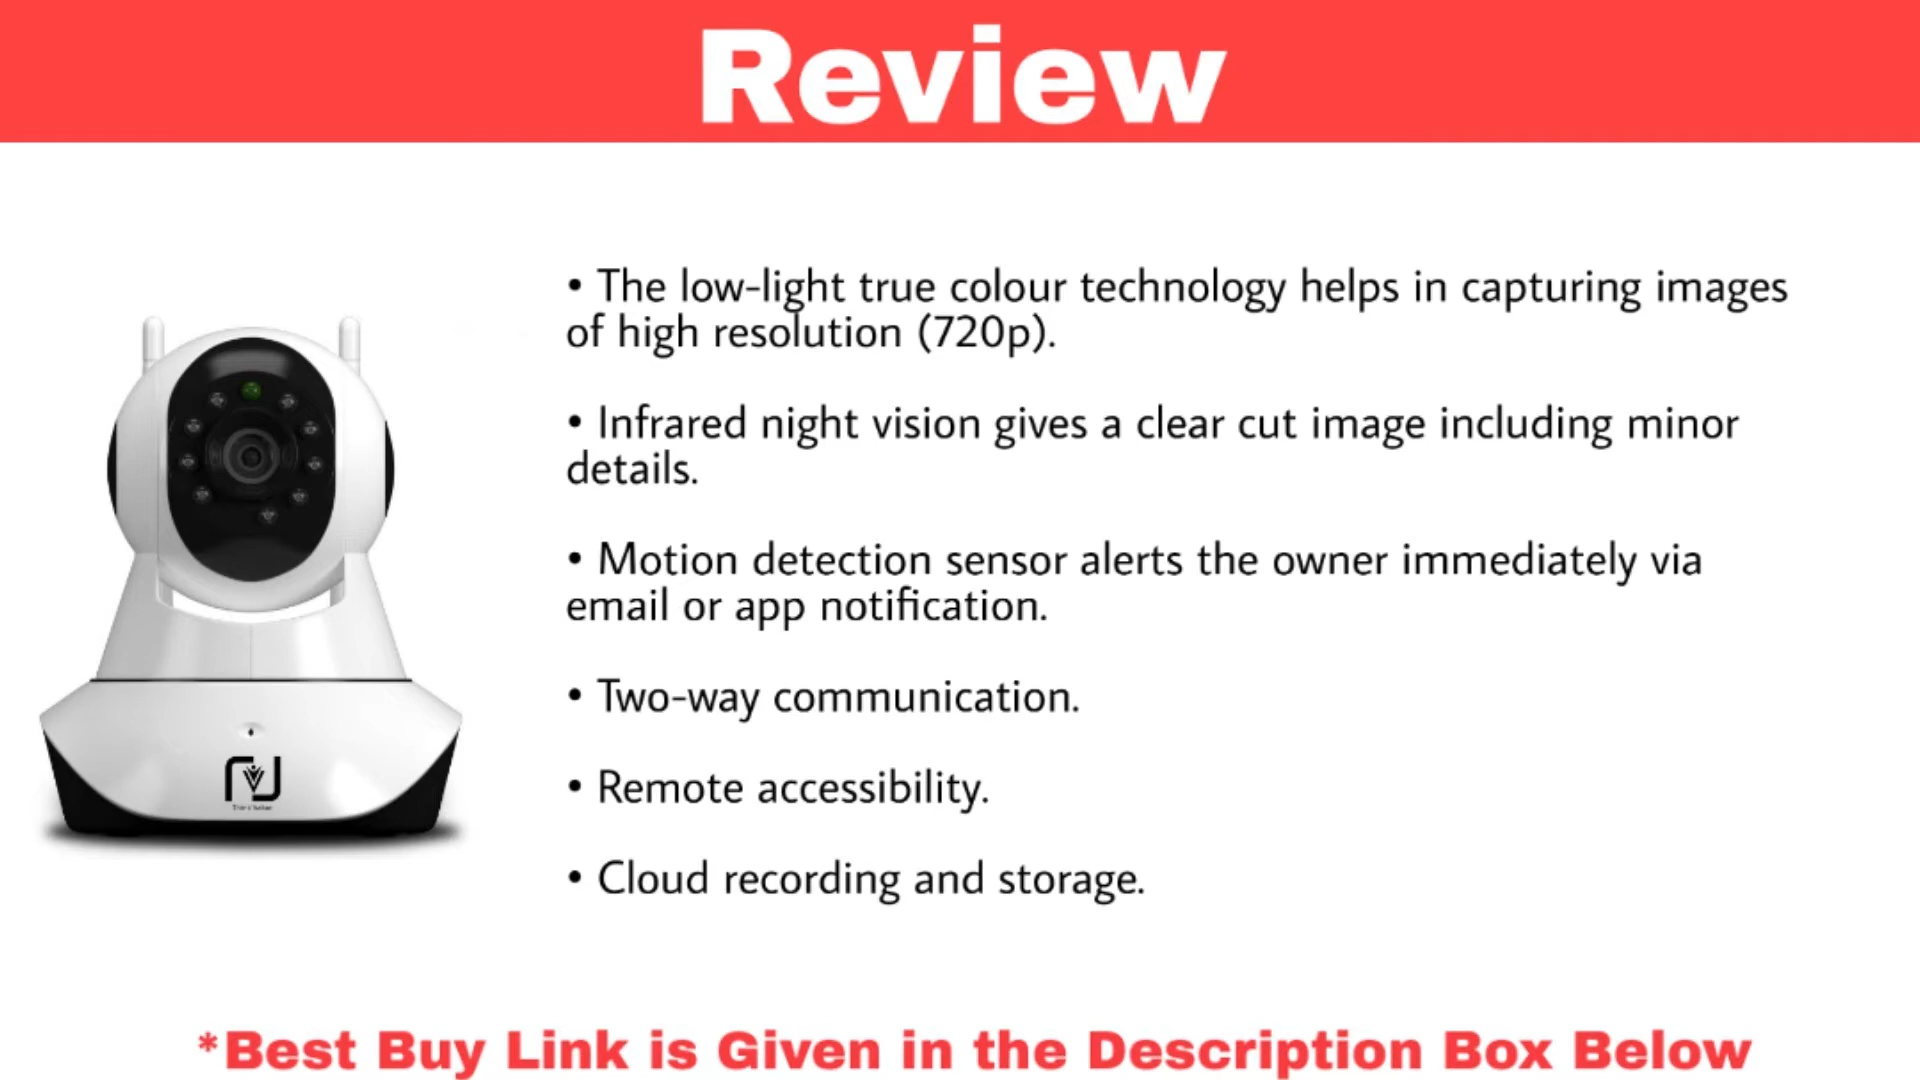 Review
• The low-light true colour technology helps in capturing images
of high resolution (720p).
• Infrared night vision gives a clear cut image including minor
details.
• Motion detection sensor alerts the owner immediately via
email or app notification.
• Two-way communication.
• Remote accessibility.
• Cloud recording and storage.
*Best Buy Link is Given in the Description Box Below